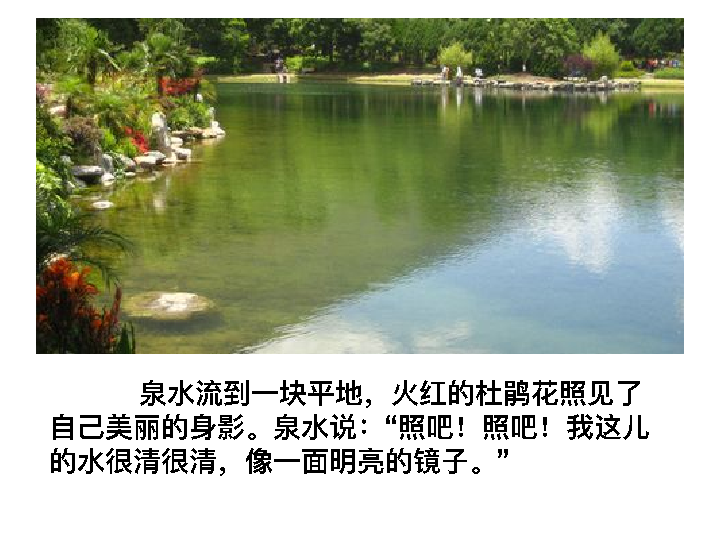 泉水流到一块平地，火红的杜鹃花照见了
自己美丽的身影。泉水说：“照吧！照吧！我这儿
的水很清很清，像一面明亮的镜子。”